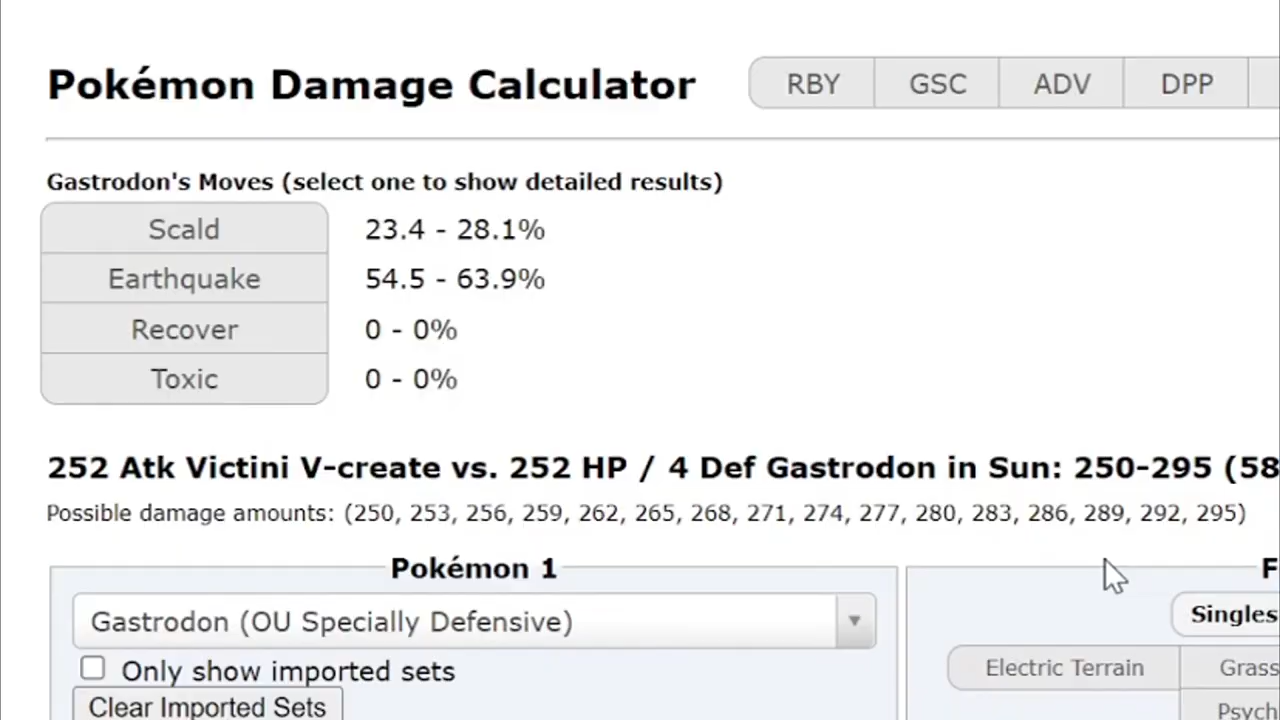 Pokémon Damage Calculator RBY GSC ADV DPP
Gastrodon's Moves (select one to show detailed results)
Scald 23.4 - 28.1%
Earthquake 54.5 - 63.9%
Recover 0 - 0%
Toxic 0 - 0%
252 Atk Victini V-create vs. 252 HP / 4 Def Gastrodon in Sun: 250-295 (58
Possible damage amounts: (250, 253, 256, 259, 262, 265, 268, 271, 274, 277, 280, 283, 286, 289, 292, 295)
Pokémon 1 F
Gastrodon (OU Specially Defensive) Singles
Only show imported sets Electric Terrain Grass
Clear Imported Sets Psych